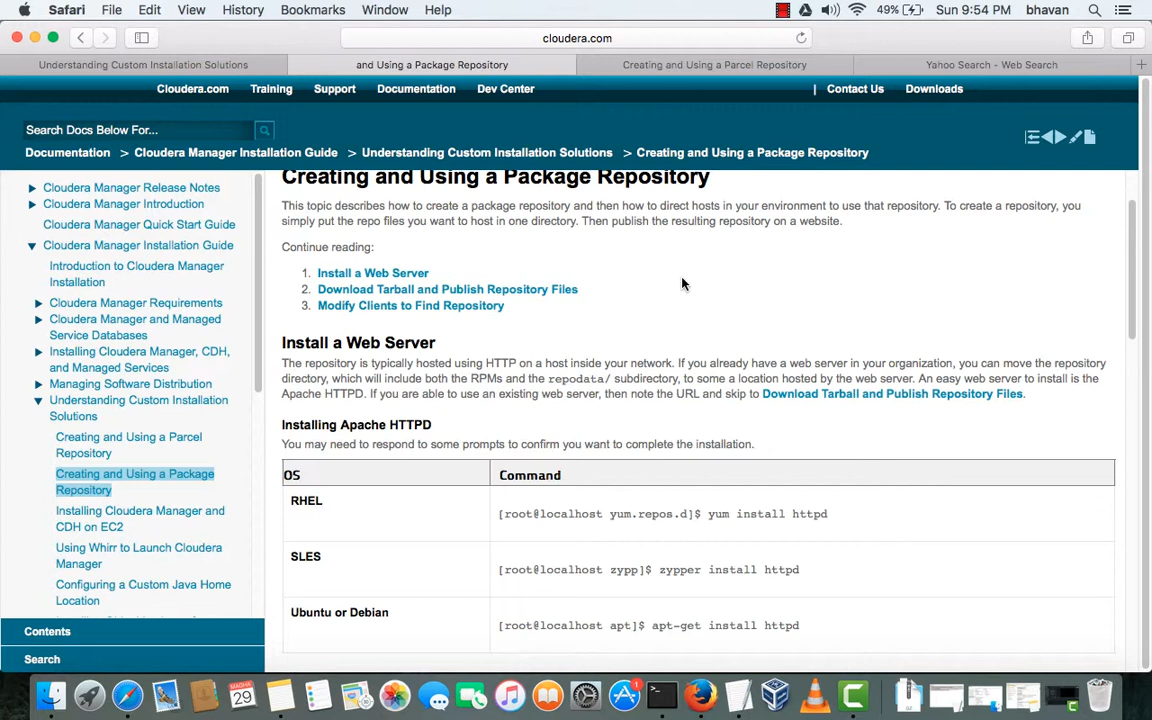 Safari File Edit View History Bookmarks Window Help 49% Sun 9:54 PM bhavan
cloudera.com
Understanding Custom Installation Solutions and Using a Package Repository Creating and Using a Parcel Repository Yahoo Search - Web Search
Cloudera.com Training Support Documentation Dev Center | Contact Us Downloads
Search Docs Below For...
Documentation > Cloudera Manager Installation Guide > Understanding Custom Installation Solutions > Creating and Using a Package Repository
Cloudera Manager Release Notes
Cloudera Manager Introduction
Cloudera Manager Quick Start Guide
Cloudera Manager Installation Guide
Introduction to Cloudera Manager
Installation
Cloudera Manager Requirements
Cloudera Manager and Managed
Service Databases
Installing Cloudera Manager, CDH,
and Managed Services
Managing Software Distribution
Understanding Custom Installation
Solutions
Creating and Using a Parcel
Repository
Creating and Using a Package
Repository
Installing Cloudera Manager and
CDH on EC2
Using Whirr to Launch Cloudera
Manager
Configuring a Custom Java Home
Location
Contents
Search
Creating and Using a Package Repository
This topic describes how to create a package repository and then how to direct hosts in your environment to use that repository. To create a repository, you
simply put the repo files you want to host in one directory. Then publish the resulting repository on a website.
Continue reading:
1. Install a Web Server
2. Download Tarball and Publish Repository Files
3. Modify Clients to Find Repository
Install a Web Server
The repository is typically hosted using HTTP on a host inside your network. If you already have a web server in your organization, you can move the repository
directory, which will include both the RPMs and the repodata/ subdirectory, to some a location hosted by the web server. An easy web server to install is the
Apache HTTPD. If you are able to use an existing web server, then note the URL and skip to Download Tarball and Publish Repository Files.
Installing Apache HTTPD
You may need to respond to some prompts to confirm you want to complete the installation.
OS Command
RHEL [root@localhost yum.repos.d]$ yum install httpd
SLES [root@localhost zypp]$ zypper install httpd
Ubuntu or Debian [root@localhost apt]$ apt-get install httpd
29
1